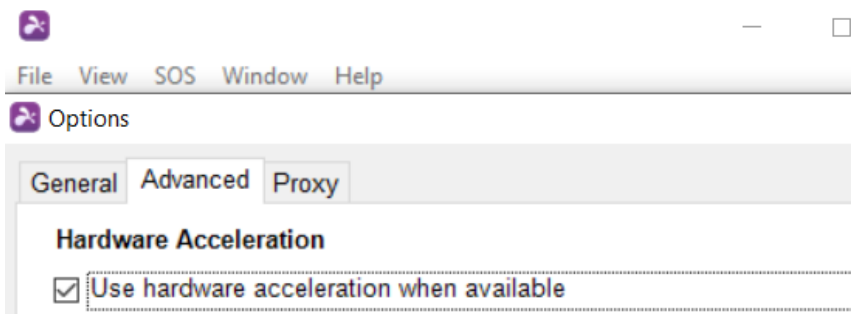 File View SOS Window Help
Options
General Advanced Proxy
Hardware Acceleration
Use hardware acceleration when available